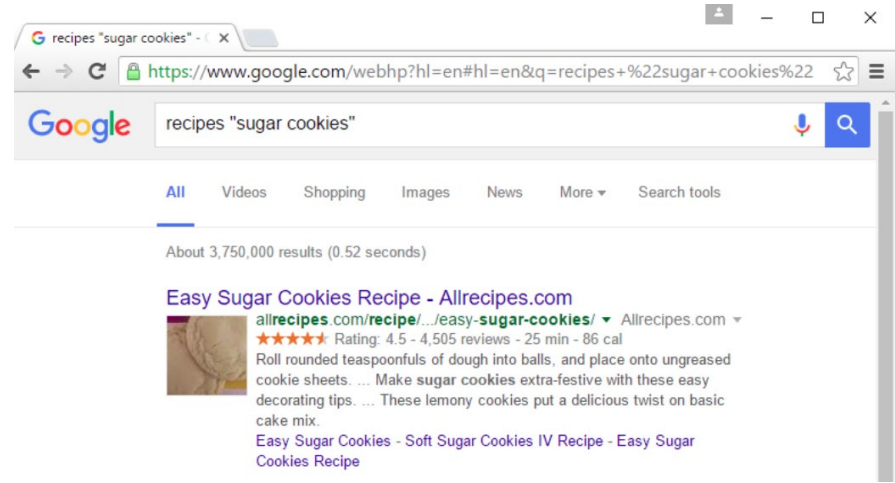 recipes "sugar cookies" -
https://www.google.com/webhp?hl=en#hl=en&q=recipes+%22sugar+cookies%22
Google
recipes "sugar cookies"
All Videos Shopping Images News More Search tools
About 3,750,000 results (0.52 seconds)
Easy Sugar Cookies Recipe - Allrecipes.com
allrecipes.com/recipe/.../easy-sugar-cookies/ Allrecipes.com
Rating: 4.5 - 4,505 reviews - 25 min - 86 cal
Roll rounded teaspoonfuls of dough into balls, and place onto ungreased
cookie sheets. ... Make sugar cookies extra-festive with these easy
decorating tips. ... These lemony cookies put a delicious twist on basic
cake mix.
Easy Sugar Cookies - Soft Sugar Cookies IV Recipe - Easy Sugar
Cookies Recipe